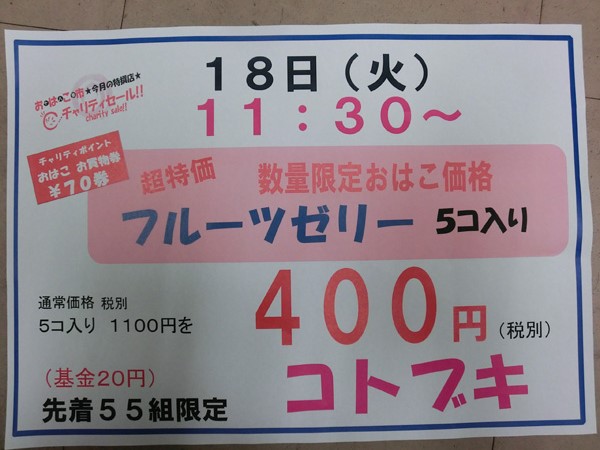 おはこ市★今月の特調店★
チャリティセール!!
charity sale!!
18日（火）
11：30～
チャリティポイント
おはこ お買物券
￥70券
超特価 数量限定おはこ価格
フルーツゼリー 5コ入り
通常価格 税別
5コ入り 1100円を
400円（税別）
（基金20円）
先着55組限定
コトブキ